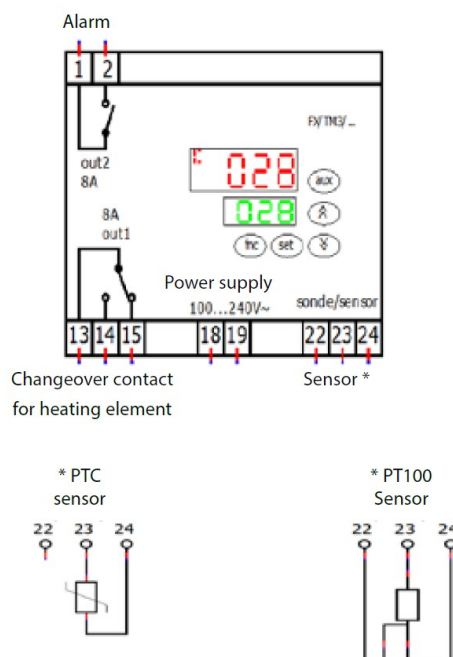 Alarm
1 2
FX/TM3/...
out2
8A
°C 028
aux
028
8A
out1
fnc set
Power supply
100...240V~ sonde/sensor
13 14 15 18 19 22 23 24
Changeover contact Sensor *
for heating element
* PTC * PT100
sensor Sensor
22 23 24 22 23 24